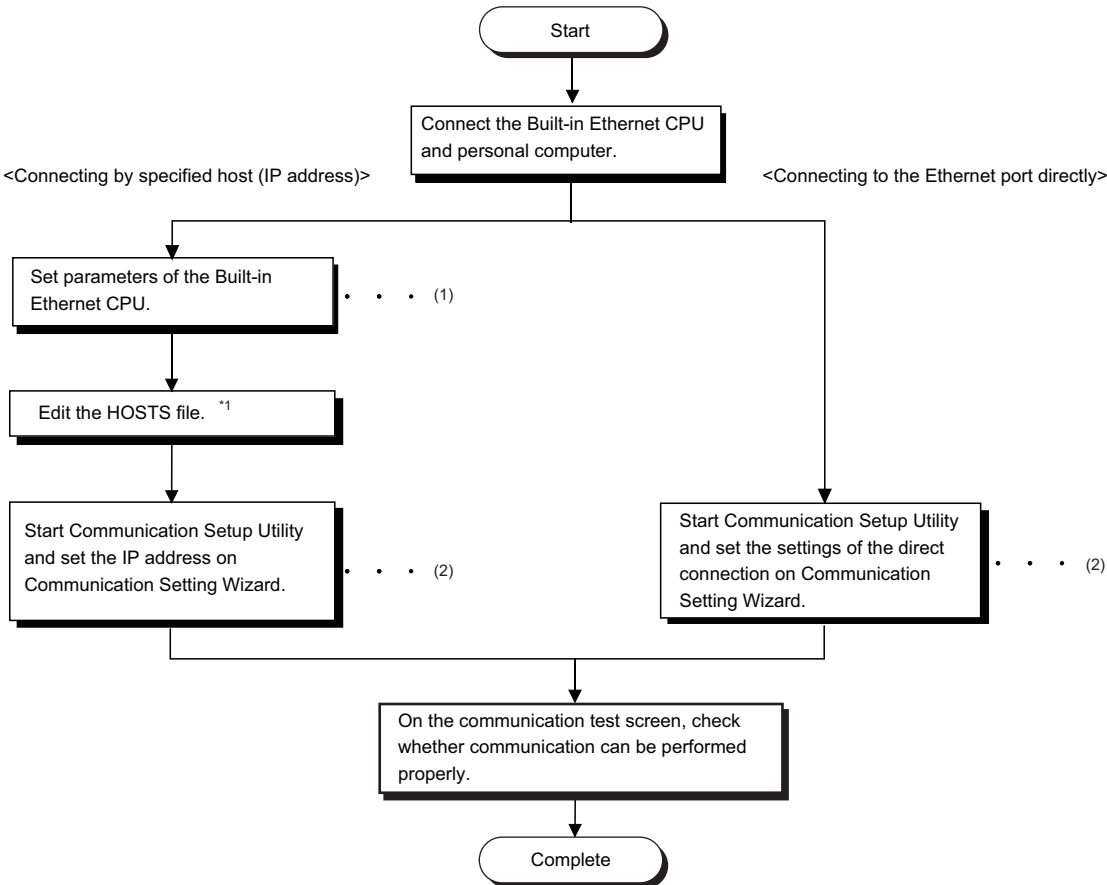 Start
Connect the Built-in Ethernet CPU
and personal computer.
<Connecting by specified host (IP address)>
<Connecting to the Ethernet port directly>
Set parameters of the Built-in
Ethernet CPU.
• • • (1)
Edit the HOSTS file. *1
Start Communication Setup Utility
and set the IP address on
Communication Setting Wizard.
• • • (2)
Start Communication Setup Utility
and set the settings of the direct
connection on Communication
Setting Wizard.
• • • (2)
On the communication test screen, check
whether communication can be performed
properly.
Complete